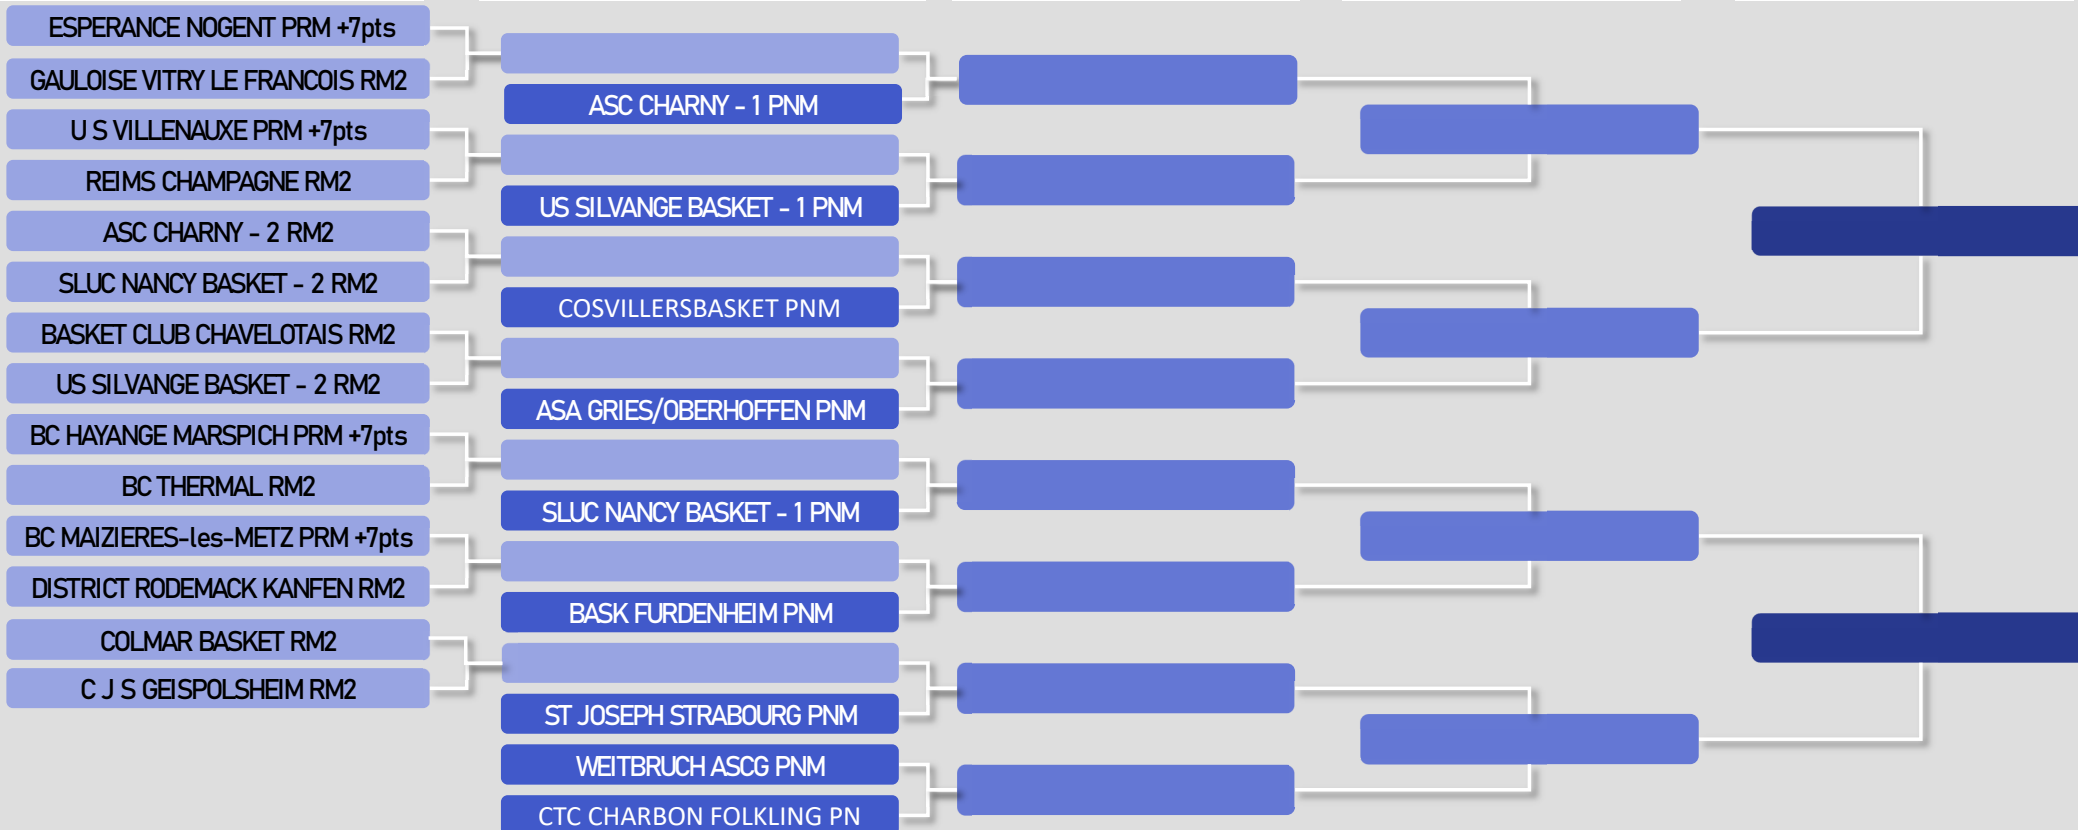 ESPERANCE NOGENT PRM +7pts
GAULOISE VITRY LE FRANCOIS RM2
U S VILLENAUXE PRM +7pts
REIMS CHAMPAGNE RM2
ASC CHARNY - 2 RM2
SLUC NANCY BASKET - 2 RM2
BASKET CLUB CHAVELOTAIS RM2
US SILVANGE BASKET - 2 RM2
BC HAYANGE MARSPICH PRM +7pts
BC THERMAL RM2
BC MAIZIERES-les-METZ PRM +7pts
DISTRICT RODEMACK KANFEN RM2
COLMAR BASKET RM2
C J S GEISPOLSHEIM RM2
ASC CHARNY - 1 PNM
US SILVANGE BASKET - 1 PNM
COSVILLERSBASKET PNM
ASA GRIES/OBERHOFFEN PNM
SLUC NANCY BASKET - 1 PNM
BASK FURDENHEIM PNM
ST JOSEPH STRABOURG PNM
WEITBRUCH ASCG PNM
CTC CHARBON FOLKLING PN